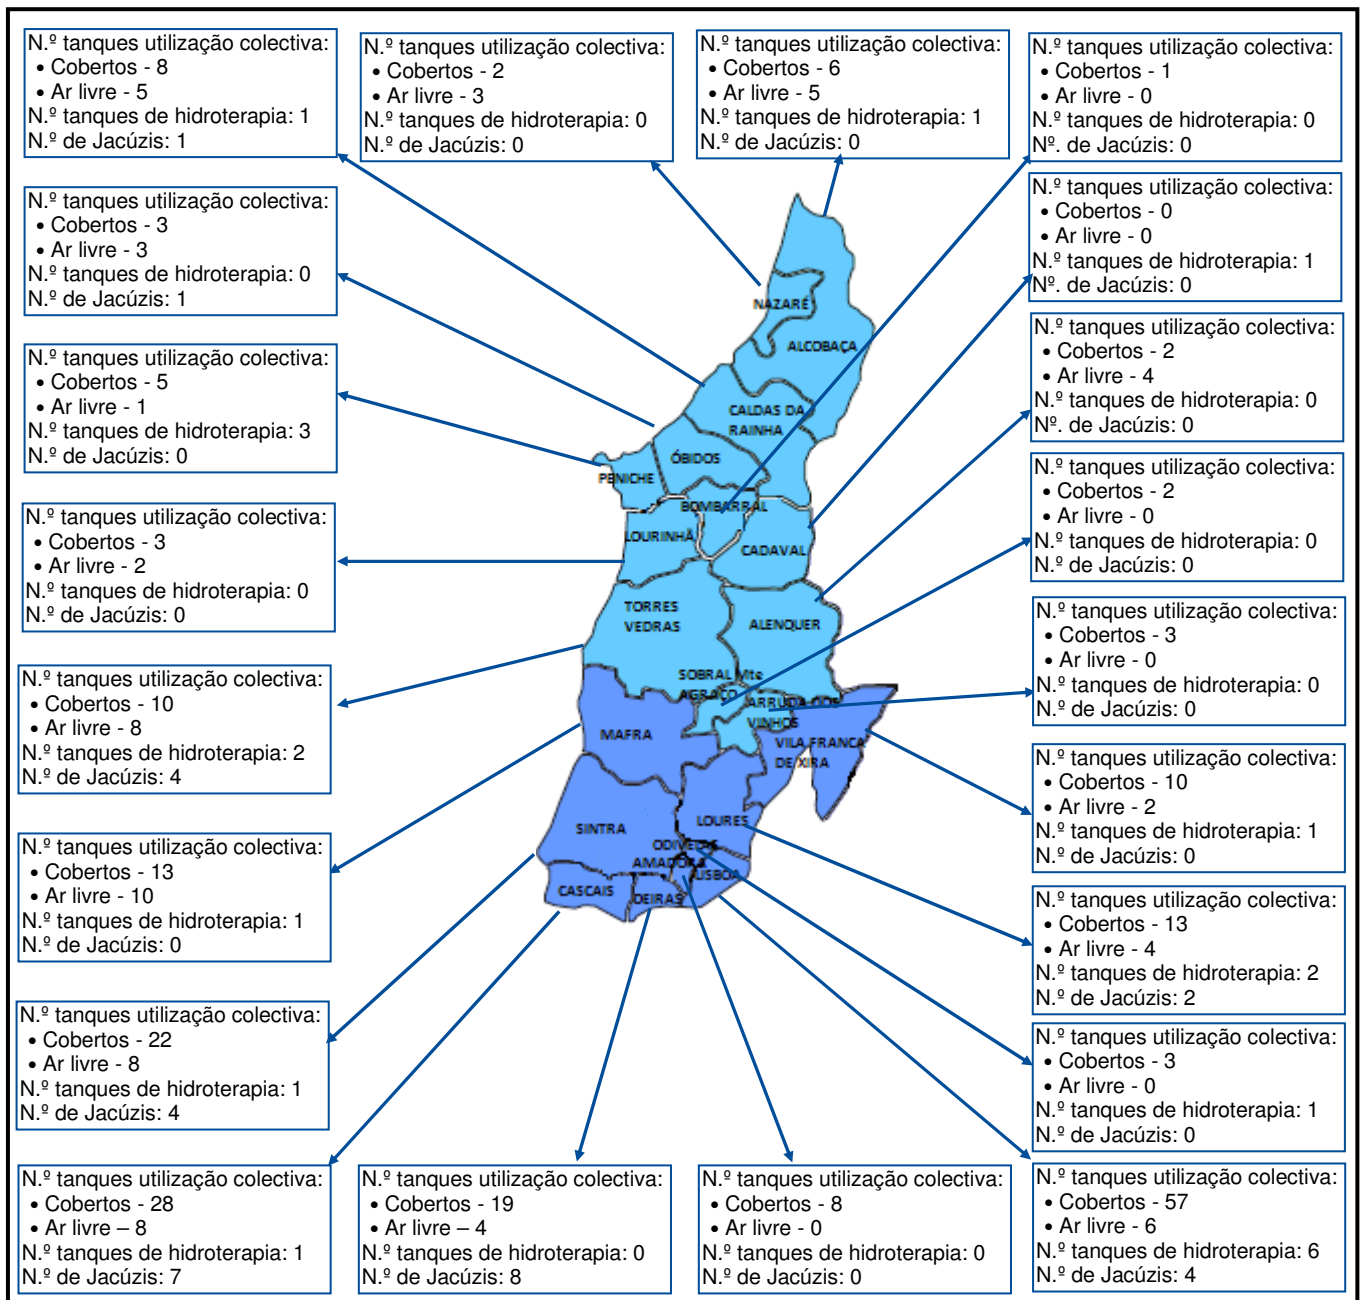 N.º tanques utilização colectiva:
• Cobertos - 8
• Ar livre - 5
N.º tanques de hidroterapia: 1
N.º de Jacúzis: 1
N.º tanques utilização colectiva:
• Cobertos - 2
• Ar livre - 3
N.º tanques de hidroterapia: 0
N.º de Jacúzis: 0
N.º tanques utilização colectiva:
• Cobertos - 6
• Ar livre - 5
N.º tanques de hidroterapia: 1
N.º de Jacúzis: 0
N.º tanques utilização colectiva:
• Cobertos - 1
• Ar livre - 0
N.º tanques de hidroterapia: 0
Nº. de Jacúzis: 0
N.º tanques utilização colectiva:
• Cobertos - 3
• Ar livre - 3
N.º tanques de hidroterapia: 0
N.º de Jacúzis: 1
N.º tanques utilização colectiva:
• Cobertos - 0
• Ar livre - 0
N.º tanques de hidroterapia: 1
Nº. de Jacúzis: 0
N.º tanques utilização colectiva:
• Cobertos - 5
• Ar livre - 1
N.º tanques de hidroterapia: 3
N.º de Jacúzis: 0
N.º tanques utilização colectiva:
• Cobertos - 2
• Ar livre - 4
N.º tanques de hidroterapia: 0
Nº. de Jacúzis: 0
N.º tanques utilização colectiva:
• Cobertos - 3
• Ar livre - 2
N.º tanques de hidroterapia: 0
N.º de Jacúzis: 0
N.º tanques utilização colectiva:
• Cobertos - 2
• Ar livre - 0
N.º tanques de hidroterapia: 0
N.º de Jacúzis: 0
N.º tanques utilização colectiva:
• Cobertos - 10
• Ar livre - 8
N.º tanques de hidroterapia: 2
N.º de Jacúzis: 4
N.º tanques utilização colectiva:
• Cobertos - 3
• Ar livre - 0
N.º tanques de hidroterapia: 0
N.º de Jacúzis: 0
N.º tanques utilização colectiva:
• Cobertos - 13
• Ar livre - 10
N.º tanques de hidroterapia: 1
N.º de Jacúzis: 0
N.º tanques utilização colectiva:
• Cobertos - 10
• Ar livre - 2
N.º tanques de hidroterapia: 1
N.º de Jacúzis: 0
N.º tanques utilização colectiva:
• Cobertos - 22
• Ar livre - 8
N.º tanques de hidroterapia: 1
N.º de Jacúzis: 4
N.º tanques utilização colectiva:
• Cobertos - 13
• Ar livre - 4
N.º tanques de hidroterapia: 2
N.º de Jacúzis: 2
N.º tanques utilização colectiva:
• Cobertos - 3
• Ar livre - 0
N.º tanques de hidroterapia: 1
N.º de Jacúzis: 0
N.º tanques utilização colectiva:
• Cobertos - 28
• Ar livre – 8
N.º tanques de hidroterapia: 1
N.º de Jacúzis: 7
N.º tanques utilização colectiva:
• Cobertos - 19
• Ar livre – 4
N.º tanques de hidroterapia: 0
N.º de Jacúzis: 8
N.º tanques utilização colectiva:
• Cobertos - 8
• Ar livre - 0
N.º tanques de hidroterapia: 0
N.º de Jacúzis: 0
N.º tanques utilização colectiva:
• Cobertos - 57
• Ar livre - 6
N.º tanques de hidroterapia: 6
N.º de Jacúzis: 4
NAZARÉ
ALCOBAÇA
CALDAS DA
RAINHA
ÓBIDOS
PENICHE
BOMBARRAL
LOURINHÃ
CADAVAL
TORRES
VEDRAS
ALENQUER
SOBRAL Mte
AGRAÇO
ARRUDA DOS
VINHOS
MAFRA
VILA FRANCA
DE XIRA
SINTRA
LOURES
ODIVELAS
AMADORA
LISBOA
CASCAIS
OEIRAS